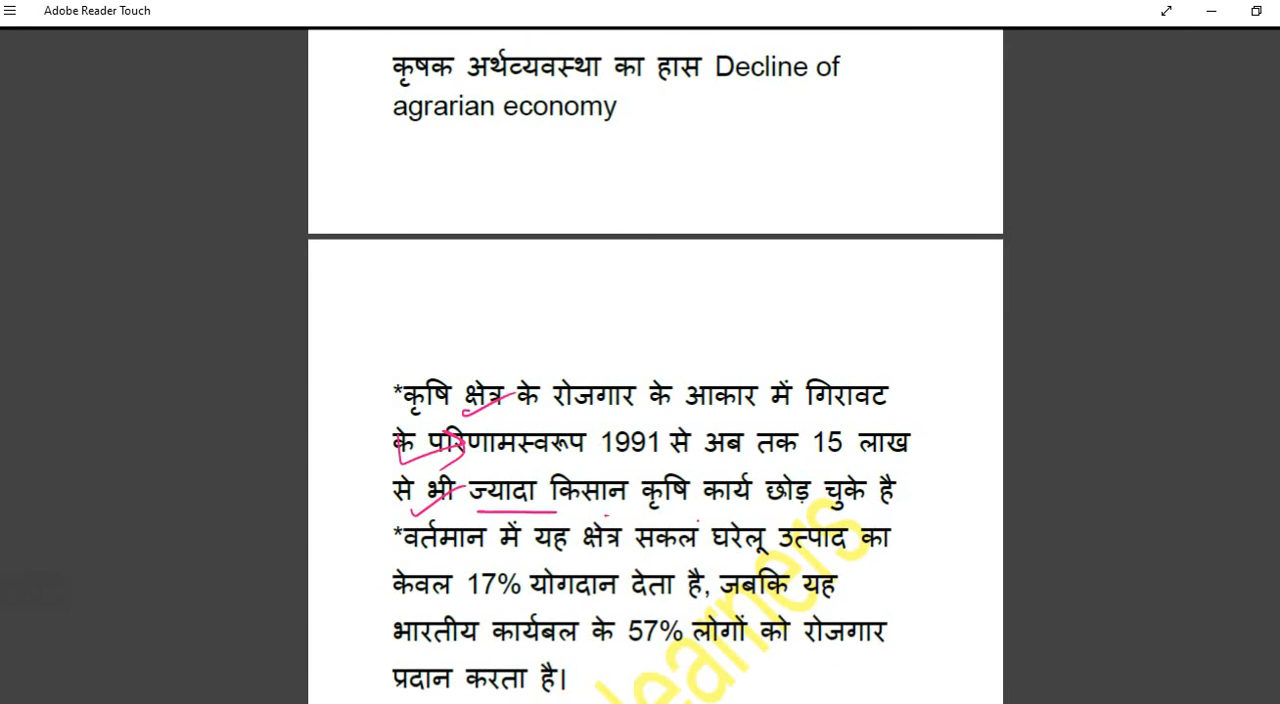 Adobe Reader Touch
कृषक अर्थव्यवस्था का हास Decline of
agrarian economy
*कृषि क्षेत्र के रोजगार के आकार में गिरावट
के परिणामस्वरूप 1991 से अब तक 15 लाख
से भी ज्यादा किसान कृषि कार्य छोड़ चुके है
*वर्तमान में यह क्षेत्र सकल घरेलू उत्पाद का
केवल 17% योगदान देता है, जबकि यह
भारतीय कार्यबल के 57% लोगों को रोजगार
प्रदान करता है।
learners